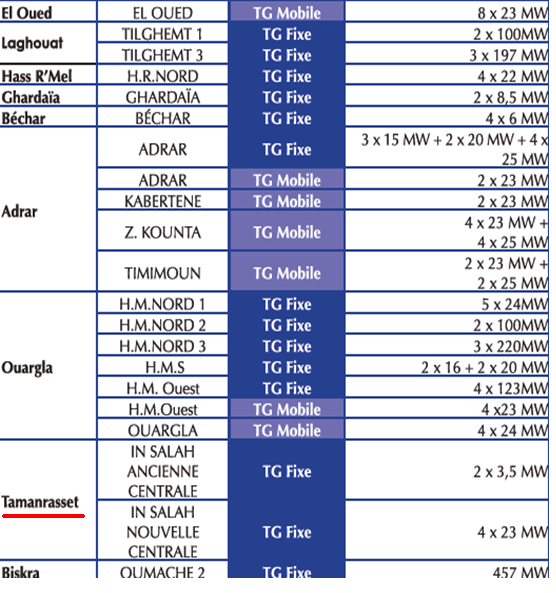 El Oued EL OUED TG Mobile 8 x 23 MW
Laghouat
TILGHEMT 1 TG Fixe 2 x 100MW
TILGHEMT 3 TG Fixe 3 x 197 MW
Hass R'Mel H.R.NORD TG Fixe 4 x 22 MW
Ghardaïa GHARDAÏA TG Fixe 2 x 8,5 MW
Béchar BÉCHAR TG Fixe 4 x 6 MW
Adrar
ADRAR TG Fixe 3 x 15 MW + 2 x 20 MW + 4 x
25 MW
ADRAR TG Mobile 2 x 23 MW
KABERTENE TG Mobile 2 x 23 MW
Z. KOUNTA TG Mobile 4 x 23 MW +
4 x 25 MW
TIMIMOUN TG Mobile 2 x 23 MW +
2 x 25 MW
Ouargla
H.M.NORD 1 TG Fixe 5 x 24MW
H.M.NORD 2 TG Fixe 2 x 100MW
H.M.NORD 3 TG Fixe 3 x 220MW
H.M.S TG Fixe 2 x 16 + 2 x 20 MW
H.M. Ouest TG Fixe 4 x 123MW
H.M.Ouest TG Mobile 4 x23 MW
OUARGLA TG Mobile 4 x 24 MW
Tamanrasset
IN SALAH
ANCIENNE
CENTRALE
TG Fixe 2 x 3,5 MW
IN SALAH
NOUVELLE
CENTRALE
TG Fixe 4 x 23 MW
Biskra OUMACHE 2 TG Fixe 457 MW